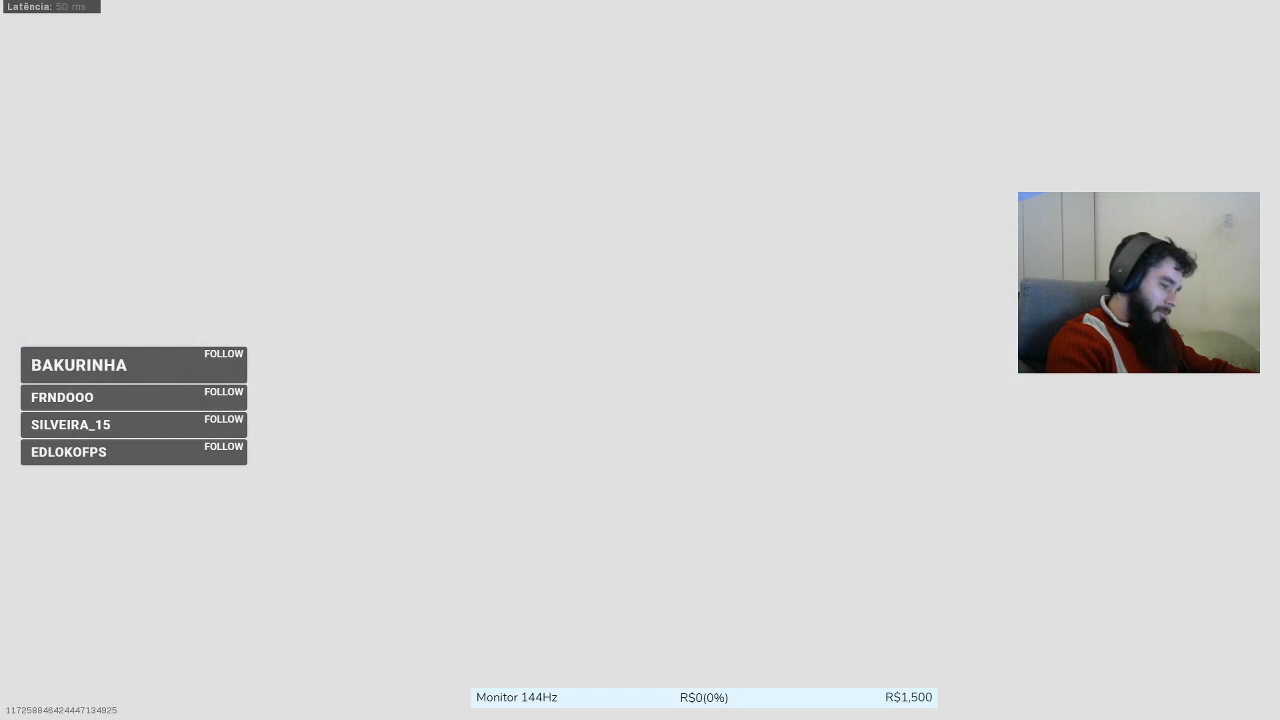 Latência: 50 ms
BAKURINHA FOLLOW
FRNDOOO FOLLOW
SILVEIRA_15 FOLLOW
EDLOKOFPS FOLLOW
Monitor 144Hz R$0(0%) R$1,500
117258846424447134925